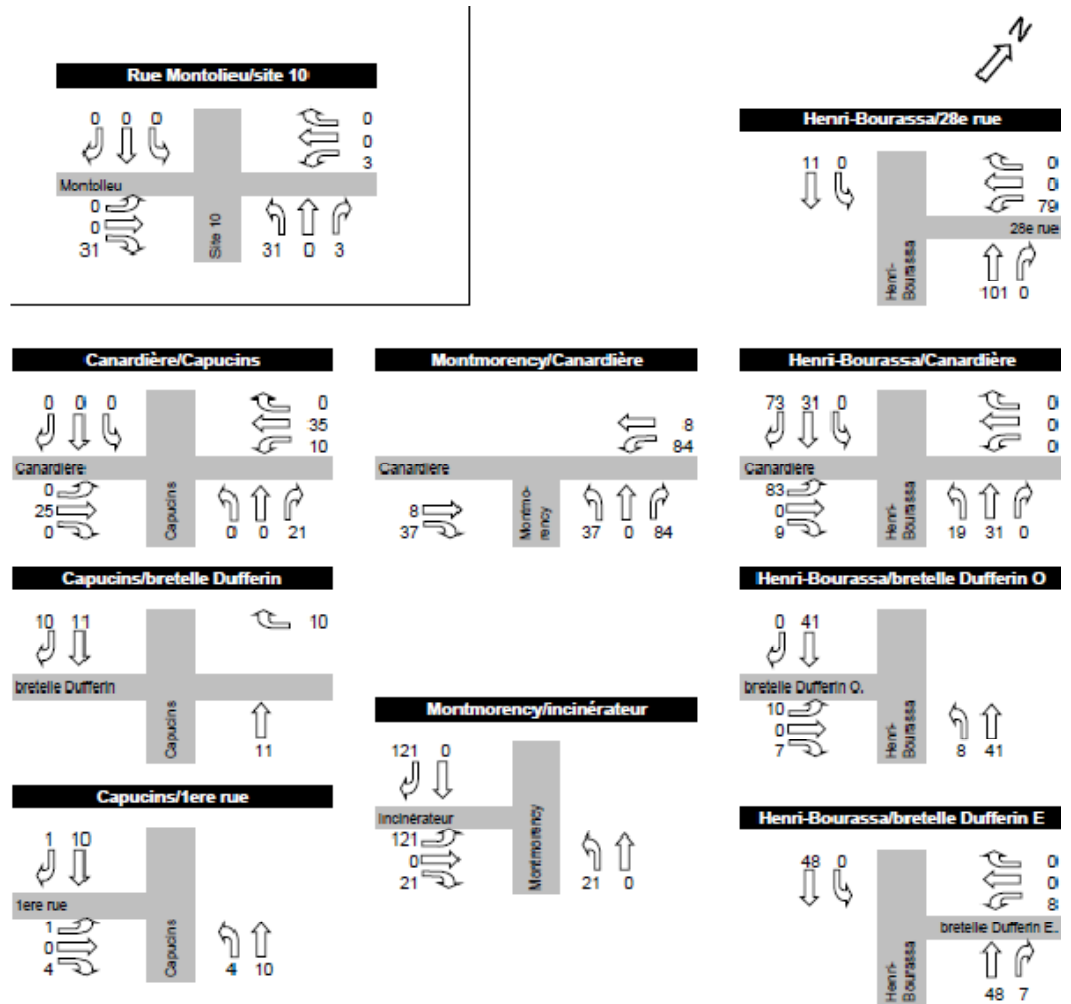 N
Rue Montolieu/site 10
0 0 0
0
0
3
Montolieu
0
0
31
Site 10
31 0 3
Henri-Bourassa/28e rue
11 0
0
0
79
28e rue
Henri-
Bourassa
101 0
Canardière/Capucins
0 0 0
0
35
10
Canardière
0
25
0
Capucins
0 0 21
Montmorency/Canardière
8
84
Canardière
8
37
Montmo-
rency
37 0 84
Henri-Bourassa/Canardière
73 31 0
0
0
0
Canardière
83
0
9
Henri-
Bourassa
19 31 0
Capucins/bretelle Dufferin
10 11
10
bretelle Dufferin
Capucins
11
Henri-Bourassa/bretelle Dufferin O
0 41
bretelle Dufferin O.
10
0
7
Henri-
Bourassa
8 41
Montmorency/incinérateur
121 0
Incinérateur
121
0
21
Montmorency
21 0
Capucins/1ere rue
1 10
1ere rue
1
0
4
Capucins
4 10
Henri-Bourassa/bretelle Dufferin E
48 0
0
0
8
bretelle Dufferin E.
Henri-
Bourassa
48 7